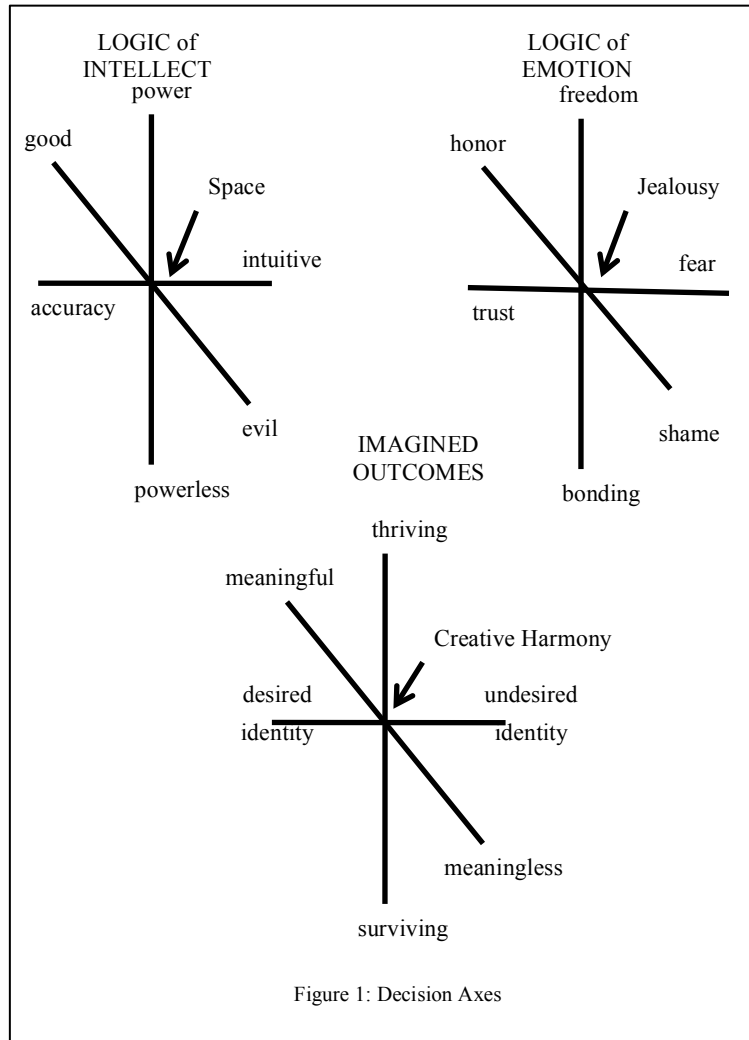 LOGIC of
INTELLECT
power
good
Space
intuitive
accuracy
evil
powerless
LOGIC of
EMOTION
freedom
honor
Jealousy
fear
trust
shame
bonding
IMAGINED
OUTCOMES
thriving
meaningful
Creative Harmony
desired
identity
undesired
identity
meaningless
surviving
Figure 1: Decision Axes